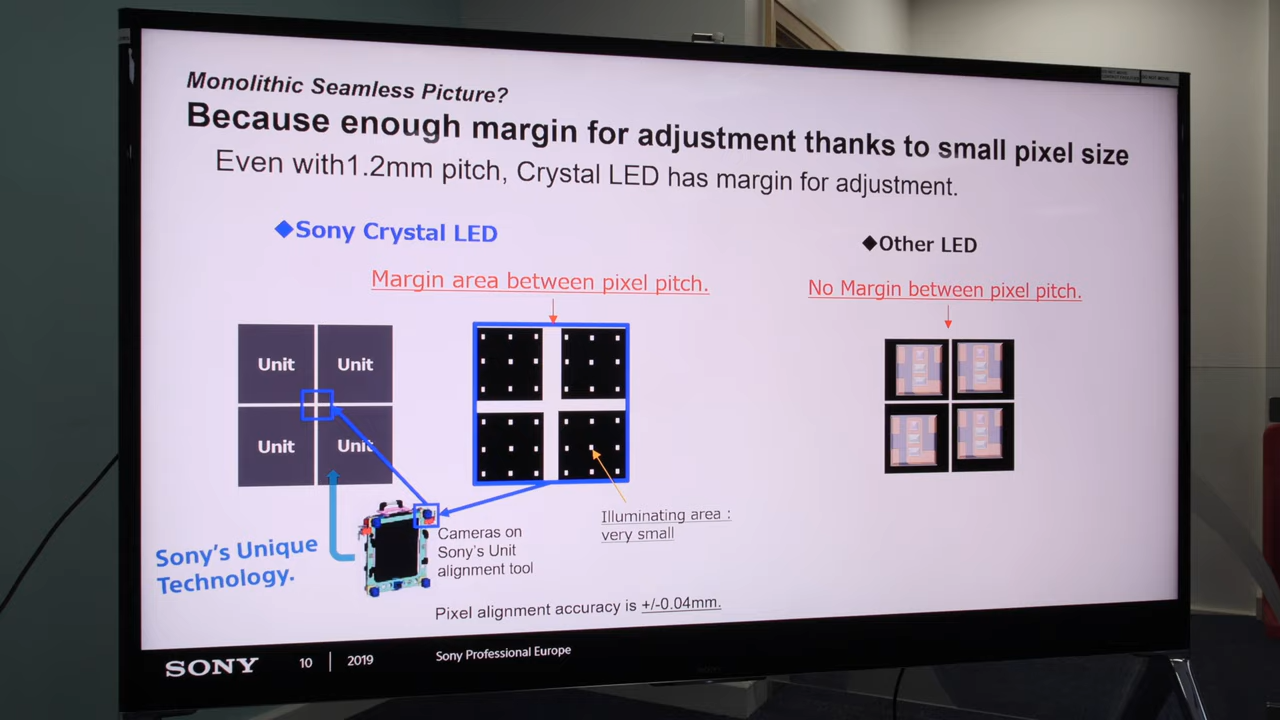 Monolithic Seamless Picture?
Because enough margin for adjustment thanks to small pixel size
Even with1.2mm pitch, Crystal LED has margin for adjustment.
◆Sony Crystal LED
Margin area between pixel pitch.
Unit
Unit
Unit
Unit
Sony's Unique
Technology.
Cameras on
Sony's Unit
alignment tool
Illuminating area :
very small
Pixel alignment accuracy is +/-0.04mm.
◆Other LED
No Margin between pixel pitch.
SONY
10 | 2019
Sony Professional Europe